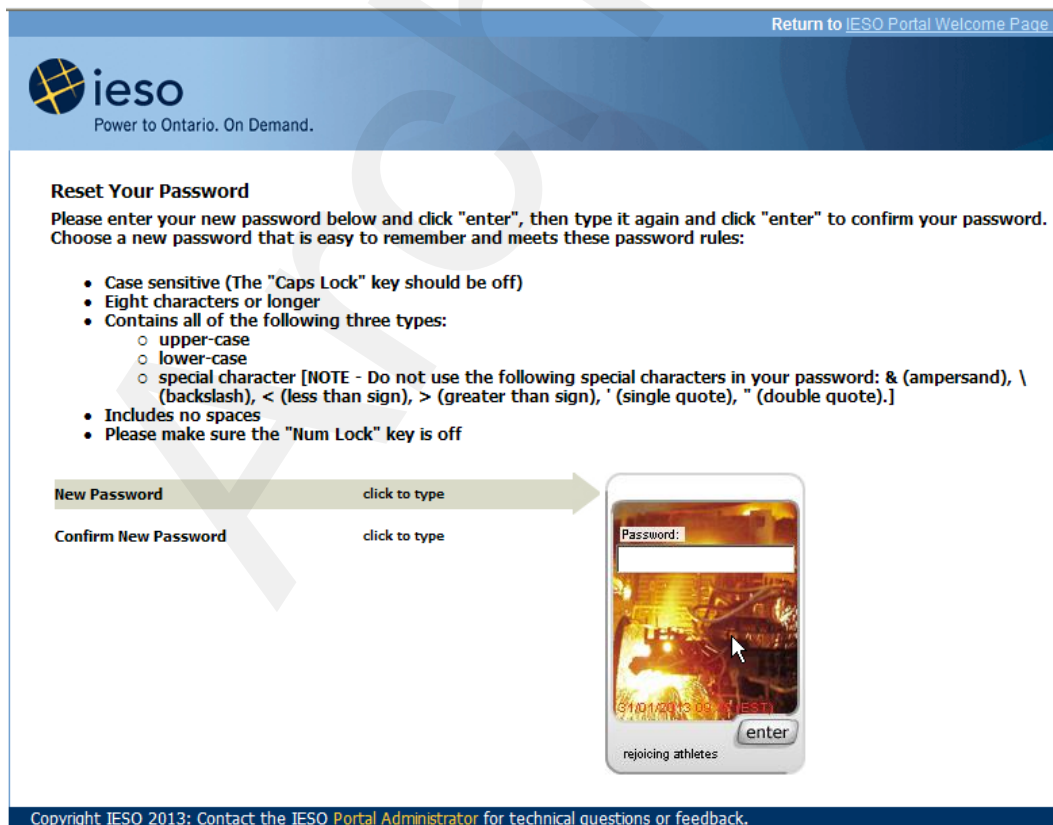 Return to IESO Portal Welcome Page
ieso
Power to Ontario. On Demand.
Reset Your Password
Please enter your new password below and click "enter", then type it again and click "enter" to confirm your password.
Choose a new password that is easy to remember and meets these password rules:
• Case sensitive (The "Caps Lock" key should be off)
• Eight characters or longer
• Contains all of the following three types:
○ upper-case
○ lower-case
○ special character [NOTE - Do not use the following special characters in your password: & (ampersand), \
(backslash), < (less than sign), > (greater than sign), ' (single quote), " (double quote).]
• Includes no spaces
• Please make sure the "Num Lock" key is off
New Password click to type
Confirm New Password click to type
Password:
31/01/2013 (EST)
enter
rejoicing athletes
Copyright IESO 2013: Contact the IESO Portal Administrator for technical questions or feedback.